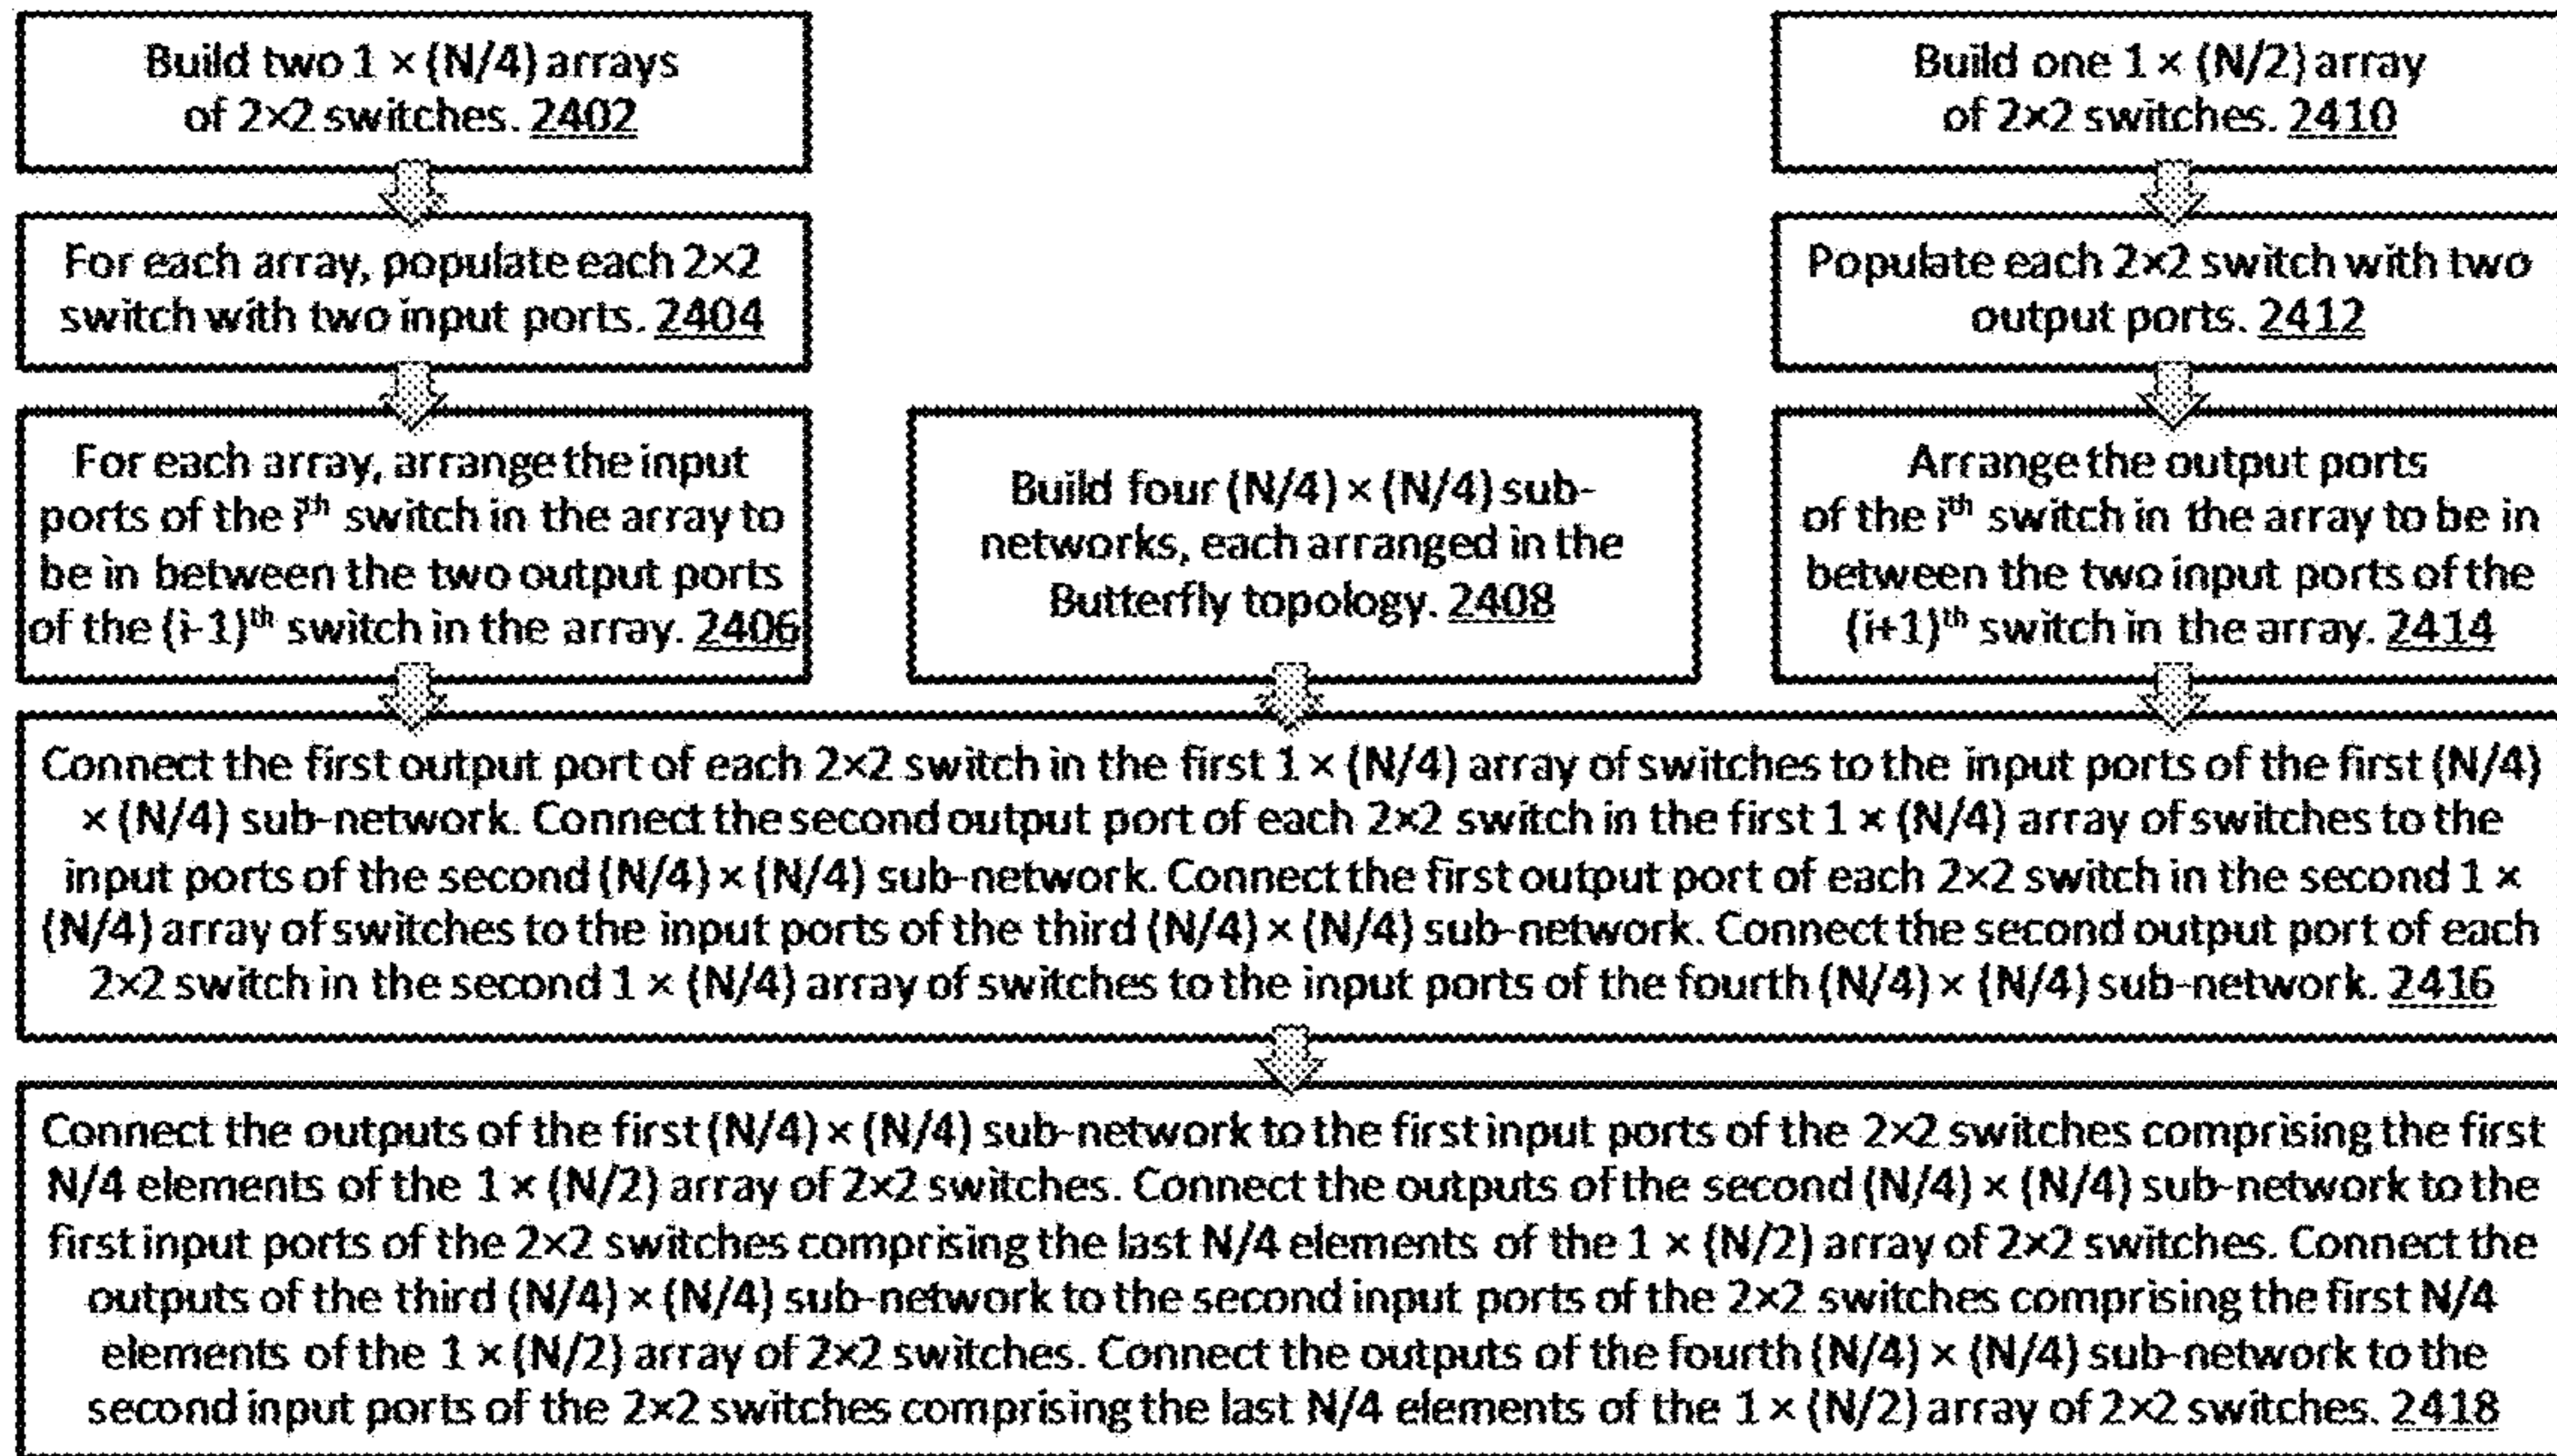 Build two 1 × (N/4) arrays
of 2×2 switches. 2402
For each array, populate each 2×2
switch with two input ports. 2404
For each array, arrange the input
ports of the iᵗʰ switch in the array to
be in between the two output ports
of the (i-1)ᵗʰ switch in the array. 2406
Build four (N/4) × (N/4) sub-
networks, each arranged in the
Butterfly topology. 2408
Build one 1 × (N/2) array
of 2×2 switches. 2410
Populate each 2×2 switch with two
output ports. 2412
Arrange the output ports
of the iᵗʰ switch in the array to be in
between the two input ports of the
(i+1)ᵗʰ switch in the array. 2414
Connect the first output port of each 2×2 switch in the first 1 × (N/4) array of switches to the input ports of the first (N/4)
× (N/4) sub-network. Connect the second output port of each 2×2 switch in the first 1 × (N/4) array of switches to the
input ports of the second (N/4) × (N/4) sub-network. Connect the first output port of each 2×2 switch in the second 1 ×
(N/4) array of switches to the input ports of the third (N/4) × (N/4) sub-network. Connect the second output port of each
2×2 switch in the second 1 × (N/4) array of switches to the input ports of the fourth (N/4) × (N/4) sub-network. 2416
Connect the outputs of the first (N/4) × (N/4) sub-network to the first input ports of the 2×2 switches comprising the first
N/4 elements of the 1 × (N/2) array of 2×2 switches. Connect the outputs of the second (N/4) × (N/4) sub-network to the
first input ports of the 2×2 switches comprising the last N/4 elements of the 1 × (N/2) array of 2×2 switches. Connect the
outputs of the third (N/4) × (N/4) sub-network to the second input ports of the 2×2 switches comprising the first N/4
elements of the 1 × (N/2) array of 2×2 switches. Connect the outputs of the fourth (N/4) × (N/4) sub-network to the
second input ports of the 2×2 switches comprising the last N/4 elements of the 1 × (N/2) array of 2×2 switches. 2418